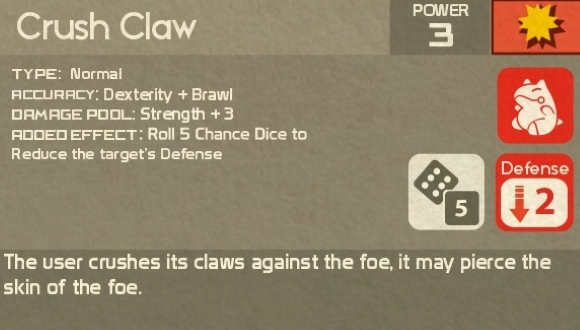 Crush Claw
POWER
3
TYPE: Normal
ACCURACY: Dexterity + Brawl
DAMAGE POOL: Strength + 3
ADDED EFFECT: Roll 5 Chance Dice to
Reduce the target's Defense
5
Defense
2
The user crushes its claws against the foe, it may pierce the
skin of the foe.